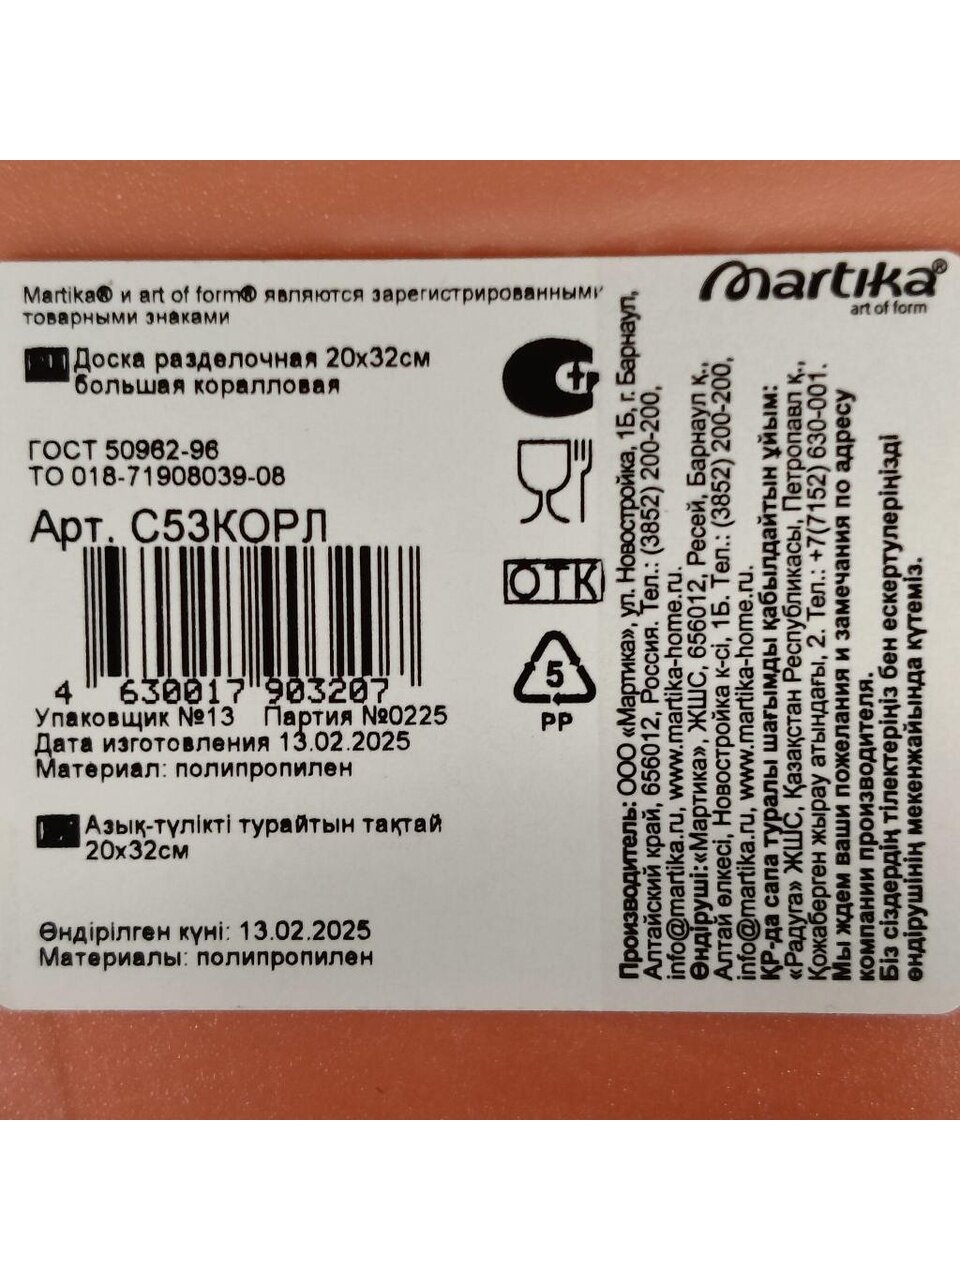 Martika® и art of form® являются зарегистрированными
товарными знаками
Доска разделочная 20х32см
большая коралловая
ГОСТ 50962-96
ТО 018-71908039-08
Арт. С53КОРЛ
4 630017 903207
Упаковщик №13 Партия №0225
Дата изготовления 13.02.2025
Материал: полипропилен
Азық-түлікті турайтын тақтай
20х32см
Өндірілген күні: 13.02.2025
Материалы: полипропилен
ОТК
5
PP
Martika®
art of form
Производитель: ООО «Мартика», ул. Новостройка, 1Б, г. Барнаул,
Алтайский край, 656012, Россия. Тел.: (3852) 200-200,
info@martika.ru, www.martika-home.ru.
Өндіруші: «Мартика», ЖШС, 656012, Ресей, Барнаул қ.,
Алтай өлкесі, Новостройка к-сі, 1Б. Тел.: (3852) 200-200,
info@martika.ru, www.martika-home.ru.
ҚР-да сапа туралы шағымды қабылдайтын ұйым:
«Радуга» ЖШС, Қазақстан Республикасы, Петропавл қ.,
Қожаберген жырау атындағы, 2. Тел.: +7(7152) 630-001.
Мы ждем ваши пожелания и замечания по адресу
компании производителя.
Біз сіздердің тілектеріңіз бен ескертулеріңізді
өндірушінің мекенжайында күтеміз.